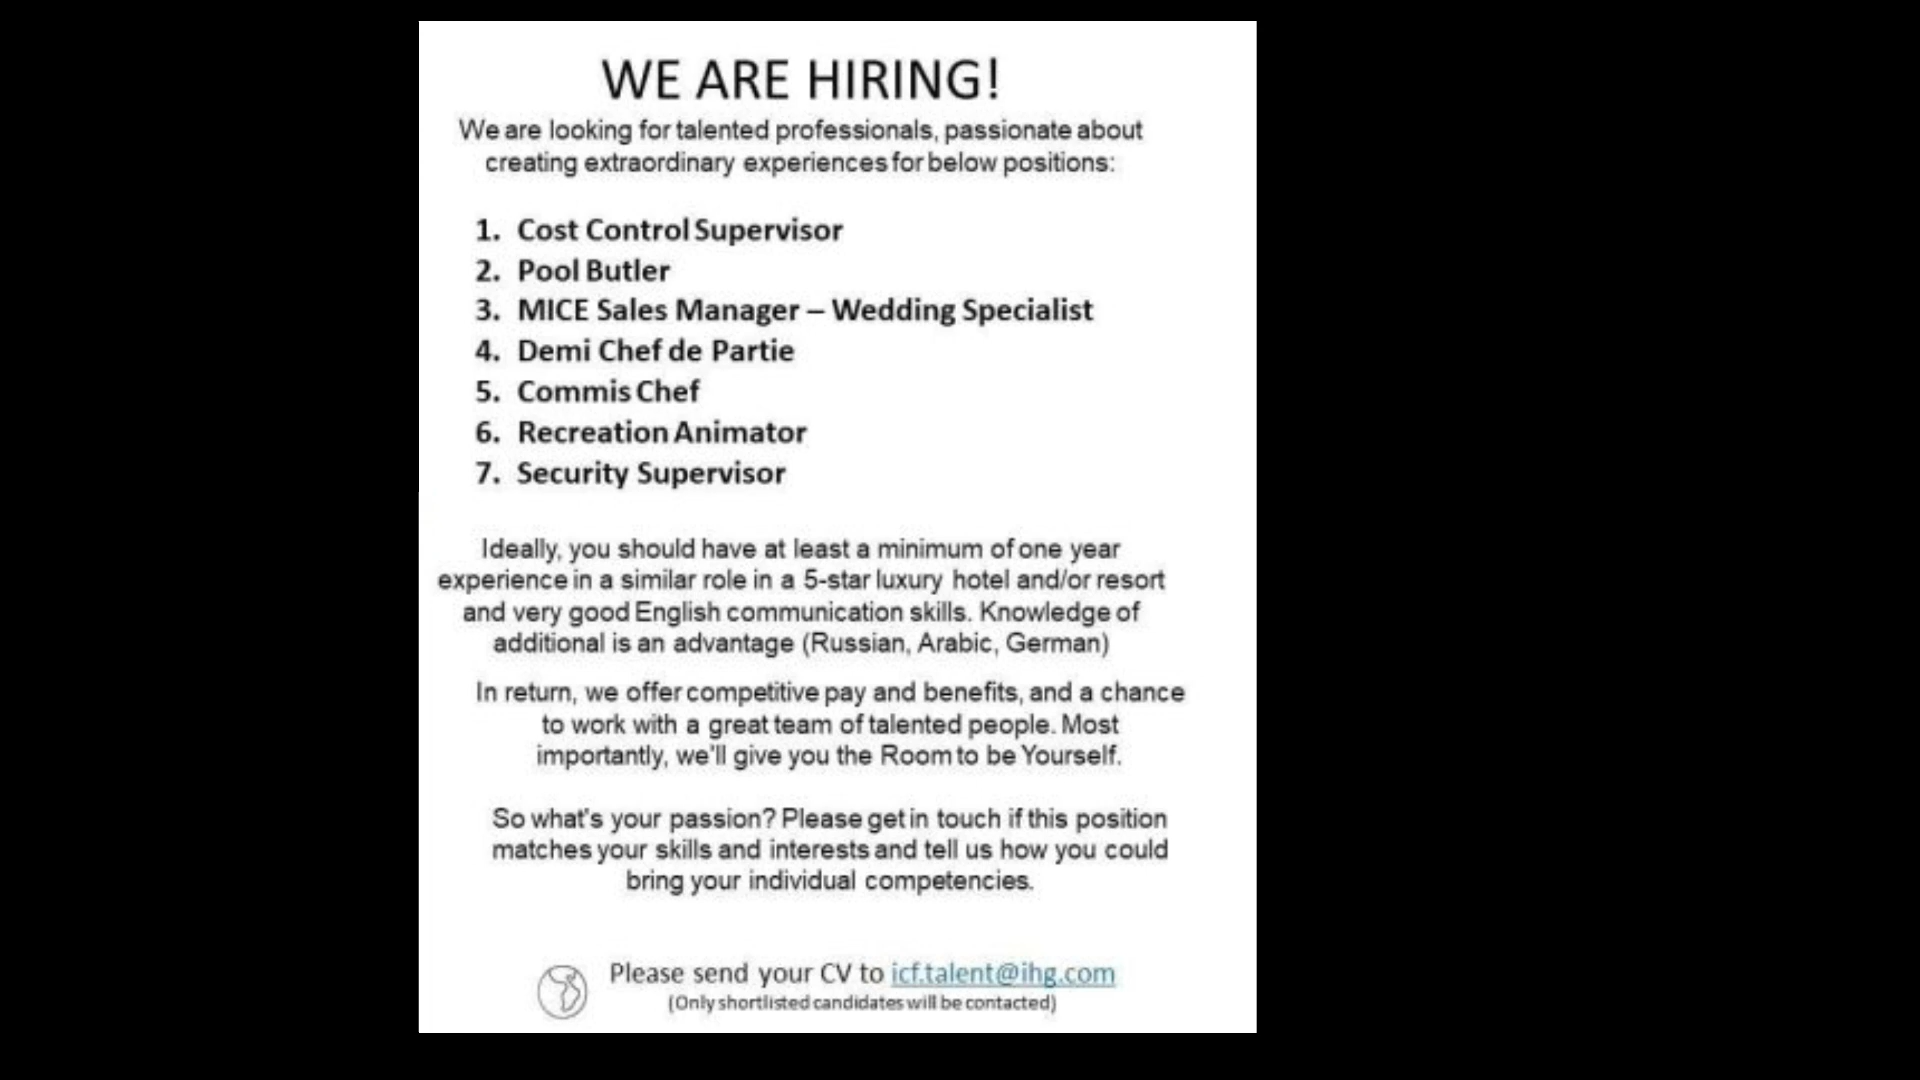 WE ARE HIRING!
We are looking for talented professionals, passionate about
creating extraordinary experiences for below positions:
1. Cost Control Supervisor
2. Pool Butler
3. MICE Sales Manager – Wedding Specialist
4. Demi Chef de Partie
5. Commis Chef
6. Recreation Animator
7. Security Supervisor
Ideally, you should have at least a minimum of one year
experience in a similar role in a 5-star luxury hotel and/or resort
and very good English communication skills. Knowledge of
additional is an advantage (Russian, Arabic, German)
In return, we offer competitive pay and benefits, and a chance
to work with a great team of talented people. Most
importantly, we'll give you the Room to be Yourself.
So what's your passion? Please get in touch if this position
matches your skills and interests and tell us how you could
bring your individual competencies.
Please send your CV to icf.talent@ihg.com
(Only shortlisted candidates will be contacted)